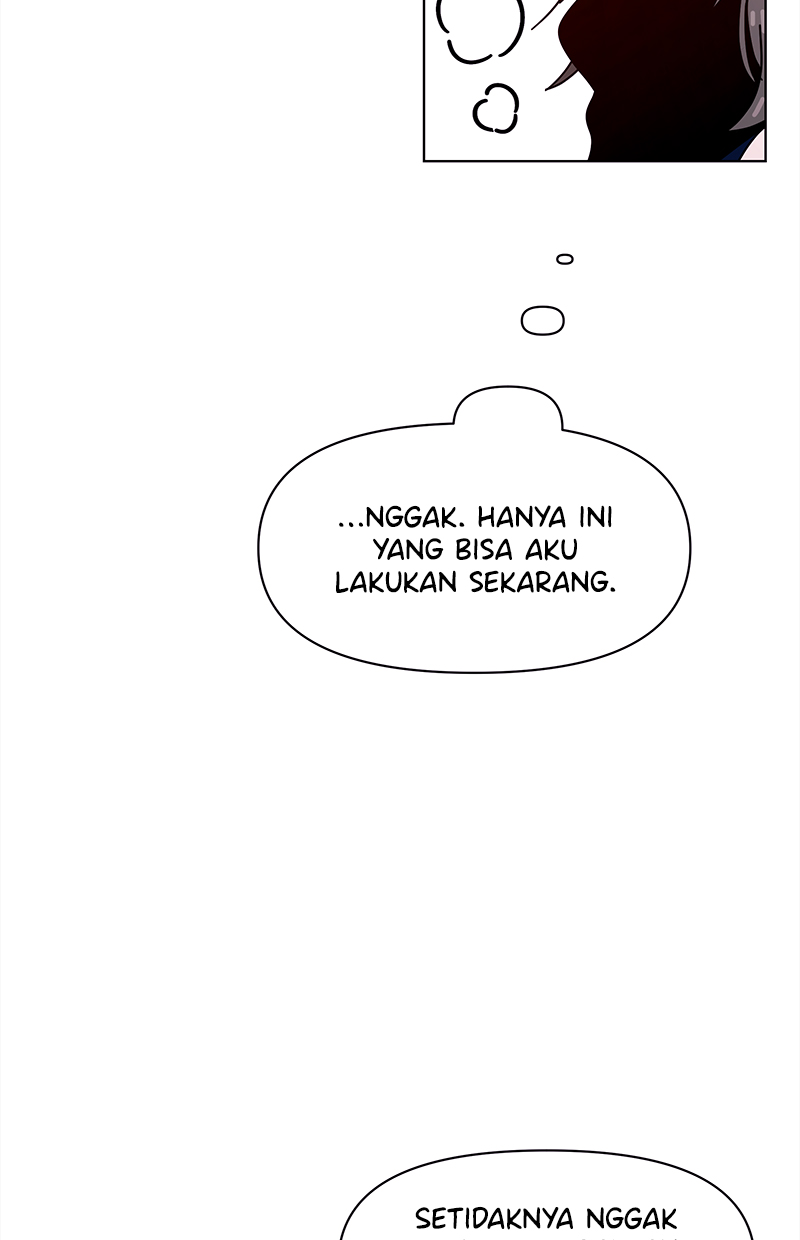 ...NGGAK. HANYA INI
YANG BISA AKU
LAKUKAN SEKARANG.
SETIDAKNYA NGGAK